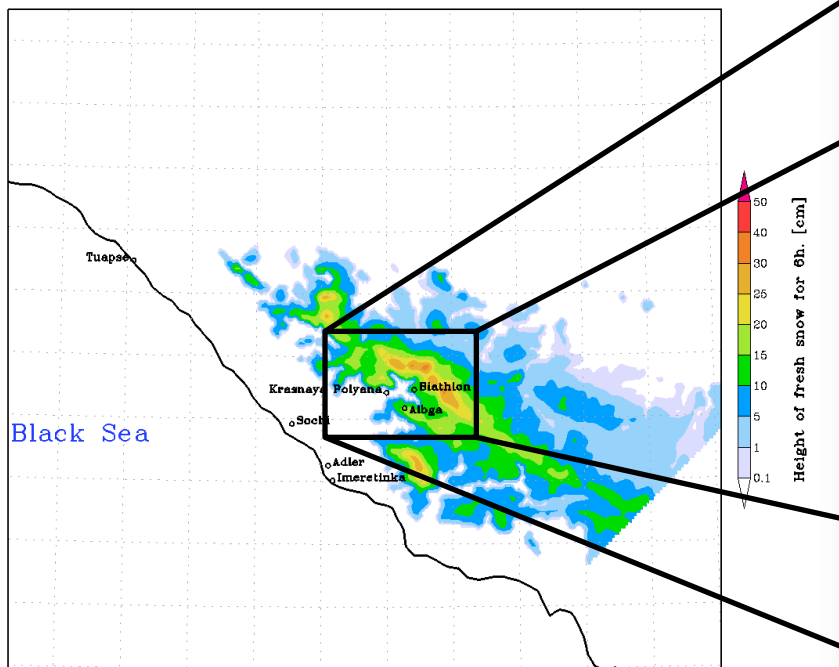 Tuapse
Krasnaya Polyana
Biathlon
Aibga
Sochi
Black Sea
Adler
Imeretinka
50
40
30
25
20
15
10
5
1
0.1
Height of fresh snow for 6h. [cm]